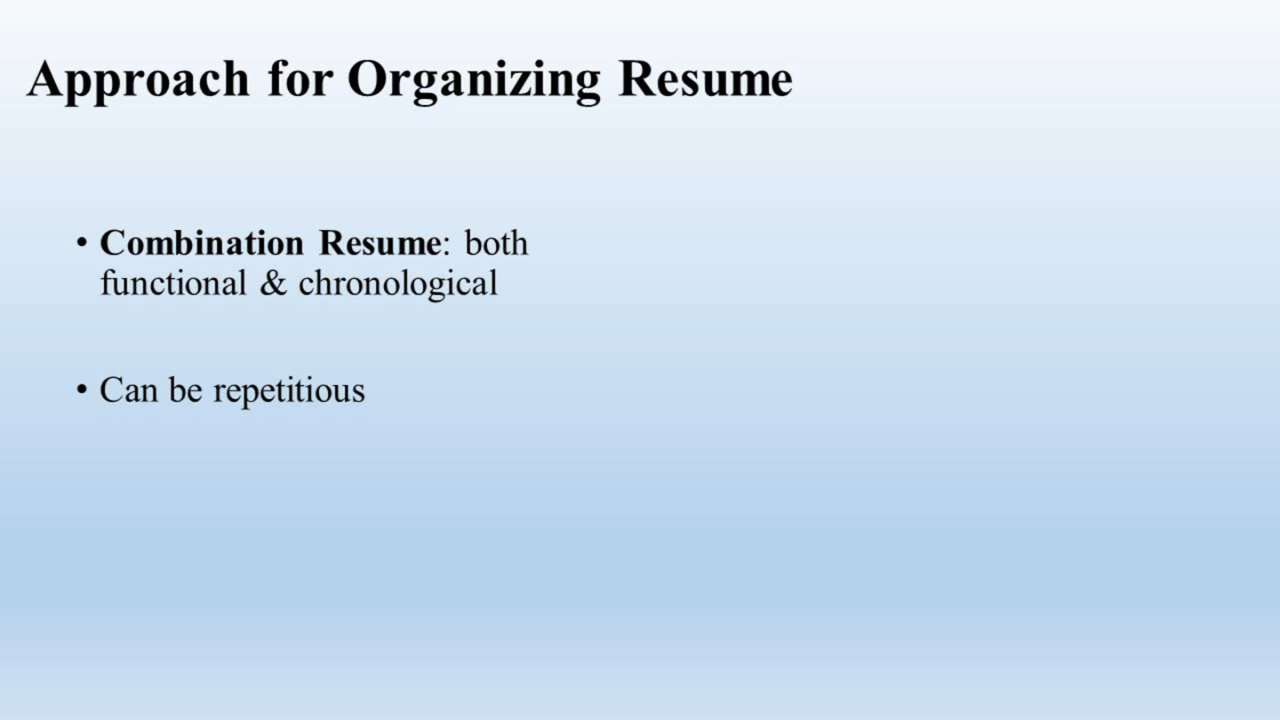 Approach for Organizing Resume
• Combination Resume: both
functional & chronological
• Can be repetitious